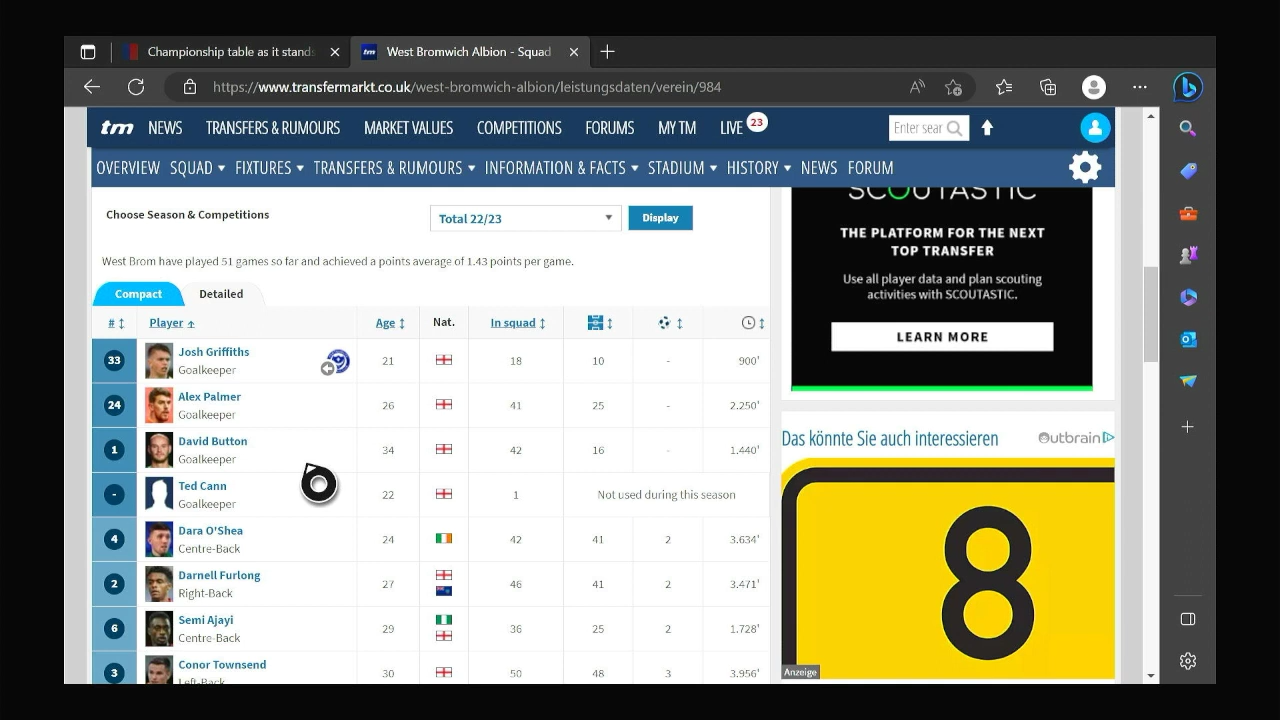 Championship table as it stands
tm West Bromwich Albion - Squad
https://www.transfermarkt.co.uk/west-bromwich-albion/leistungsdaten/verein/984
tm NEWS TRANSFERS & RUMOURS MARKET VALUES COMPETITIONS FORUMS MY TM LIVE 23 Enter sear
OVERVIEW SQUAD FIXTURES TRANSFERS & RUMOURS INFORMATION & FACTS STADIUM HISTORY NEWS FORUM
Choose Season & Competitions Total 22/23 Display
West Brom have played 51 games so far and achieved a points average of 1.43 points per game.
Compact Detailed
# Player Age Nat. In squad
33 Josh Griffiths 21 18 10 - 900'
Goalkeeper
24 Alex Palmer 26 41 25 - 2.250'
Goalkeeper
1 David Button 34 42 16 - 1,440'
Goalkeeper
- Ted Cann 22 1 Not used during this season
Goalkeeper
4 Dara O'Shea 24 42 41 2 3.634'
Centre-Back
2 Darnell Furlong 27 46 41 2 3.471'
Right-Back
6 Semi Ajayi 29 36 25 2 1.728'
Centre-Back
3 Conor Townsend 30 50 48 3 3.956'
Left-Back
SCOUTASTIC
THE PLATFORM FOR THE NEXT
TOP TRANSFER
Use all player data and plan scouting
activities with SCOUTASTIC.
LEARN MORE
Das könnte Sie auch interessieren
Outbrain
8
Anzeige